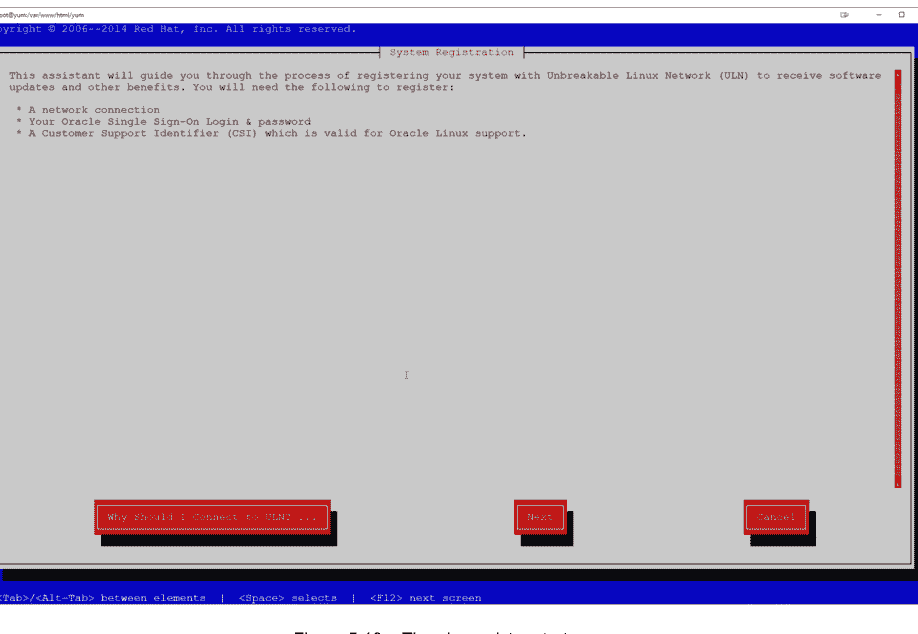 oot@yum:/var/www/html/yum
pyright © 2006--2014 Red Hat, Inc. All rights reserved.
System Registration
This assistant will guide you through the process of registering your system with Unbreakable Linux Network (ULN) to receive software
updates and other benefits. You will need the following to register:
* A network connection
* Your Oracle Single Sign-On Login & password
* A Customer Support Identifier (CSI) which is valid for Oracle Linux support.
Why Should I Connect to ULN? ...
Next
Cancel
<Tab>/<Alt-Tab> between elements | <Space> selects | <F12> next screen